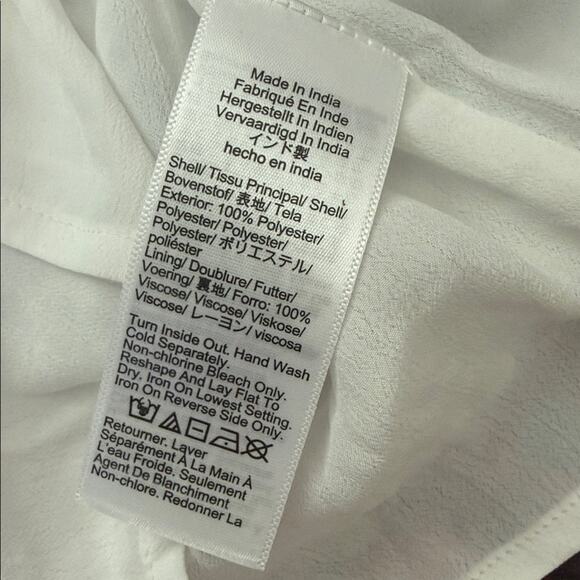 Made In India
Fabriqué En Inde
Hergestellt In Indien
Vervaardigd In India
インド製
hecho en india
Shell/ Tissu Principal/ Shell/
Bovenstof/ 表地/ Tela
Exterior: 100% Polyester/
Polyester/ Polyester/
Polyester/ ポリエステル/
poliéster
Lining/ Doublure/ Futter/
Voering/ 裏地/ Forro: 100%
Viscose/ Viscose/ Viskose/
Viscose/ レーヨン/ viscosa
Turn Inside Out. Hand Wash
Cold Separately.
Non-chlorine Bleach Only.
Reshape And Lay Flat To
Dry. Iron On Lowest Setting.
Iron On Reverse Side Only.
Retourner. Laver
Séparément À La Main À
L'eau Froide. Seulement
Agent De Blanchiment
Non-chlore. Redonner La